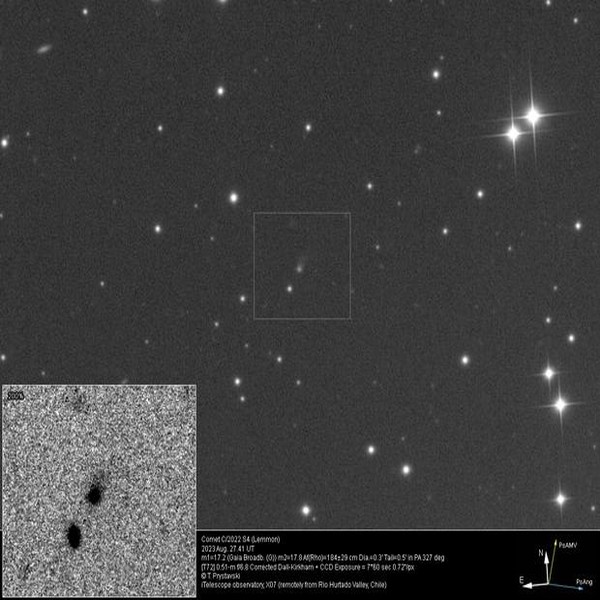 Comet C/2022 S4 (Lemmon)
2023 Aug. 27.41 UT
m1=17.2 (Gaia Broadb. (G)) m2=17.8 Af(Rho)=184±29 cm Dia.=0.3' Tail=0.5' in PA 327 deg
[T72] 0.51-m f/6.8 Corrected Dall-Kirkham + CCD Exposure = 7*60 sec 0.72"/px
© T. Prystavski
iTelescope observatory, X07 (remotely from Rio Hurtado Valley, Chile)
PsAMV
N
E
PsAng